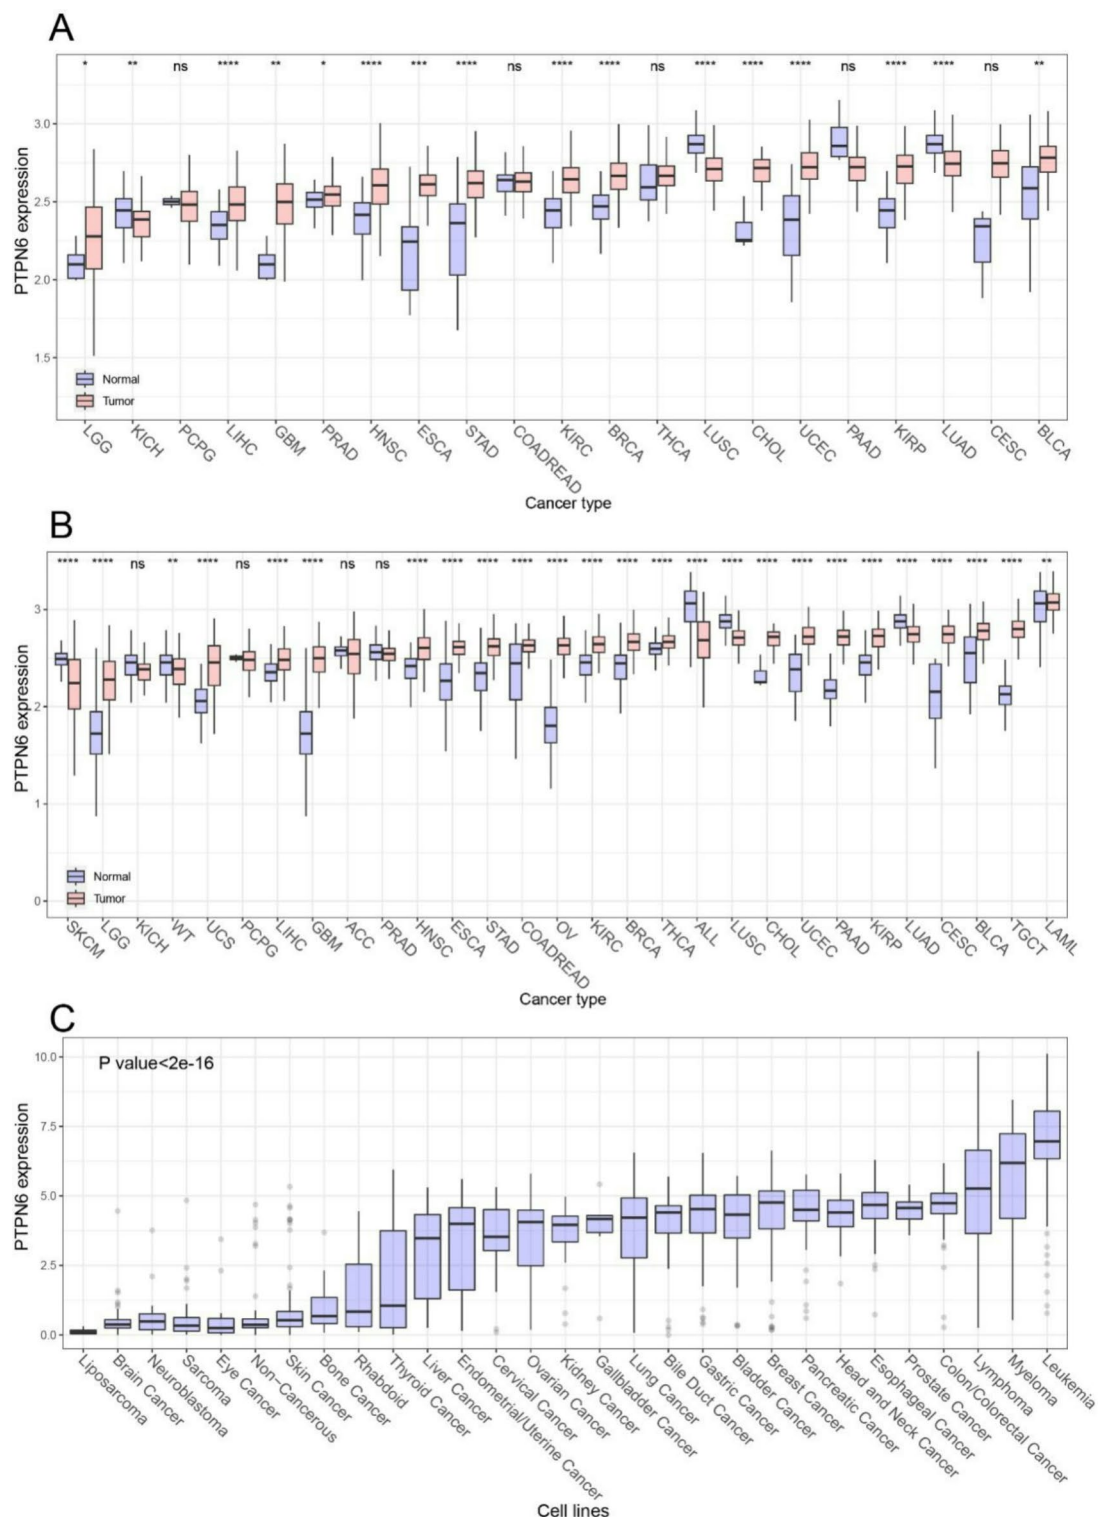 A
* ** ns **** ** * **** *** **** ns **** **** ns **** **** **** ns **** **** ns **
PTPN6 expression
3.0
2.5
2.0
1.5
Normal
Tumor
LGG KICH PCPG LIHC GBM PRAD HNSC ESCA STAD COADREAD KIRC BRCA THCA LUSC CHOL UCEC PAAD KIRP LUAD CESC BLCA
Cancer type
B
**** **** ns ** **** ns **** **** ns ns **** **** **** **** **** **** **** **** **** **** **** **** **** **** **** **** **** **** **
PTPN6 expression
3
2
1
0
Normal
Tumor
SKCM LGG KICH WT UCS PCPG LIHC GBM ACC PRAD HNSC ESCA STAD COADREAD OV KIRC BRCA THCA ALL LUSC CHOL UCEC PAAD KIRP LUAD CESC BLCA TGCT LAML
Cancer type
C
P value<2e-16
PTPN6 expression
10.0
7.5
5.0
2.5
0.0
Liposarcoma
Brain Cancer
Neuroblastoma
Sarcoma
Eye Cancer
Non-Cancerous
Skin Cancer
Bone Cancer
Rhabdoid
Thyroid Cancer
Liver Cancer
Endometrial/Uterine Cancer
Cervical Cancer
Ovarian Cancer
Kidney Cancer
Gallbladder Cancer
Lung Cancer
Bile Duct Cancer
Gastric Cancer
Bladder Cancer
Breast Cancer
Pancreatic Cancer
Head and Neck Cancer
Esophageal Cancer
Prostate Cancer
Colon/Colorectal Cancer
Lymphoma
Myeloma
Leukemia
Cell lines